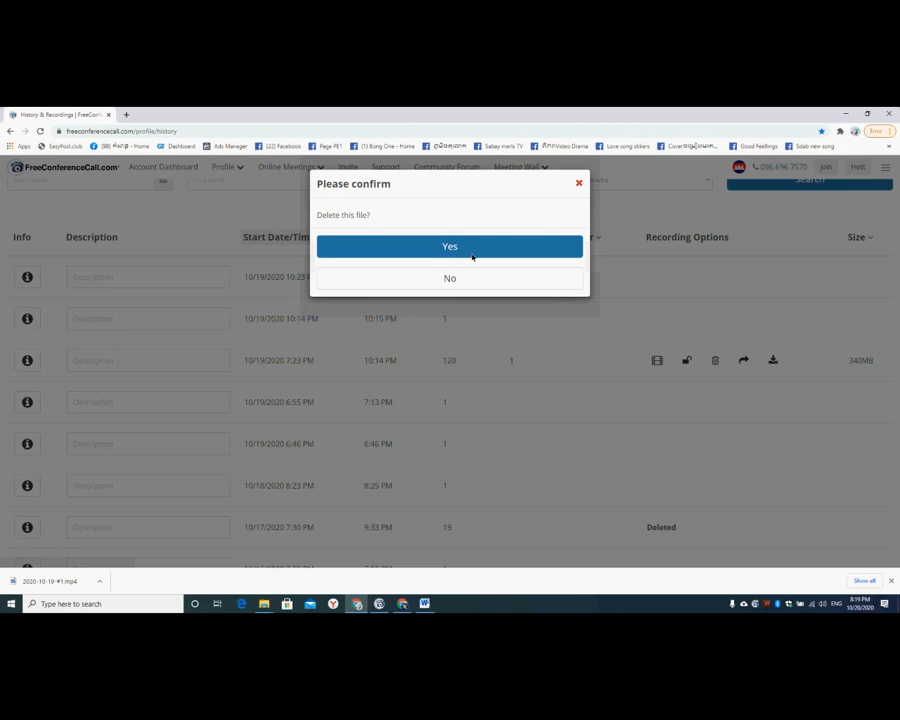 History & Recordings | FreeConf
freeconferencecall.com/profile/history
Error
Apps
EasyPost.club
Dashboard
Ads Manager
(22) Facebook
Page PE1
(1) Bong One - Home
Sabay meris TV
Love song stikers
Good Feelings
Sdab new song
FreeConferenceCall.com
Account Dashboard
Profile
Online Meetings
Invite
Support
Community Forum
Meeting Wall
096 696 7570
Join
Host
Search
Please confirm
Delete this file?
Yes
No
Info
Description
Start Date/Tim
Recording Options
Size
Description
10/19/2020 10:23
Description
10/19/2020 10:14 PM
10:15 PM
1
Description
10/19/2020 7:23 PM
10:14 PM
120
1
340MB
Description
10/19/2020 6:55 PM
7:13 PM
1
Description
10/19/2020 6:46 PM
6:46 PM
1
Description
10/18/2020 8:23 PM
8:25 PM
1
Description
10/17/2020 7:30 PM
9:33 PM
19
Deleted
2020-10-19-#1.mp4
Show all
Type here to search
ENG
8:19 PM
10/20/2020